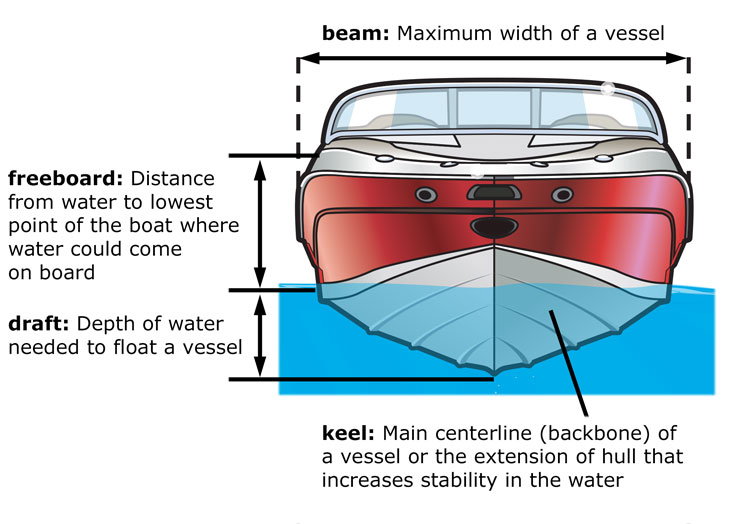 beam: Maximum width of a vessel
freeboard: Distance
from water to lowest
point of the boat where
water could come
on board
draft: Depth of water
needed to float a vessel
keel: Main centerline (backbone) of
a vessel or the extension of hull that
increases stability in the water